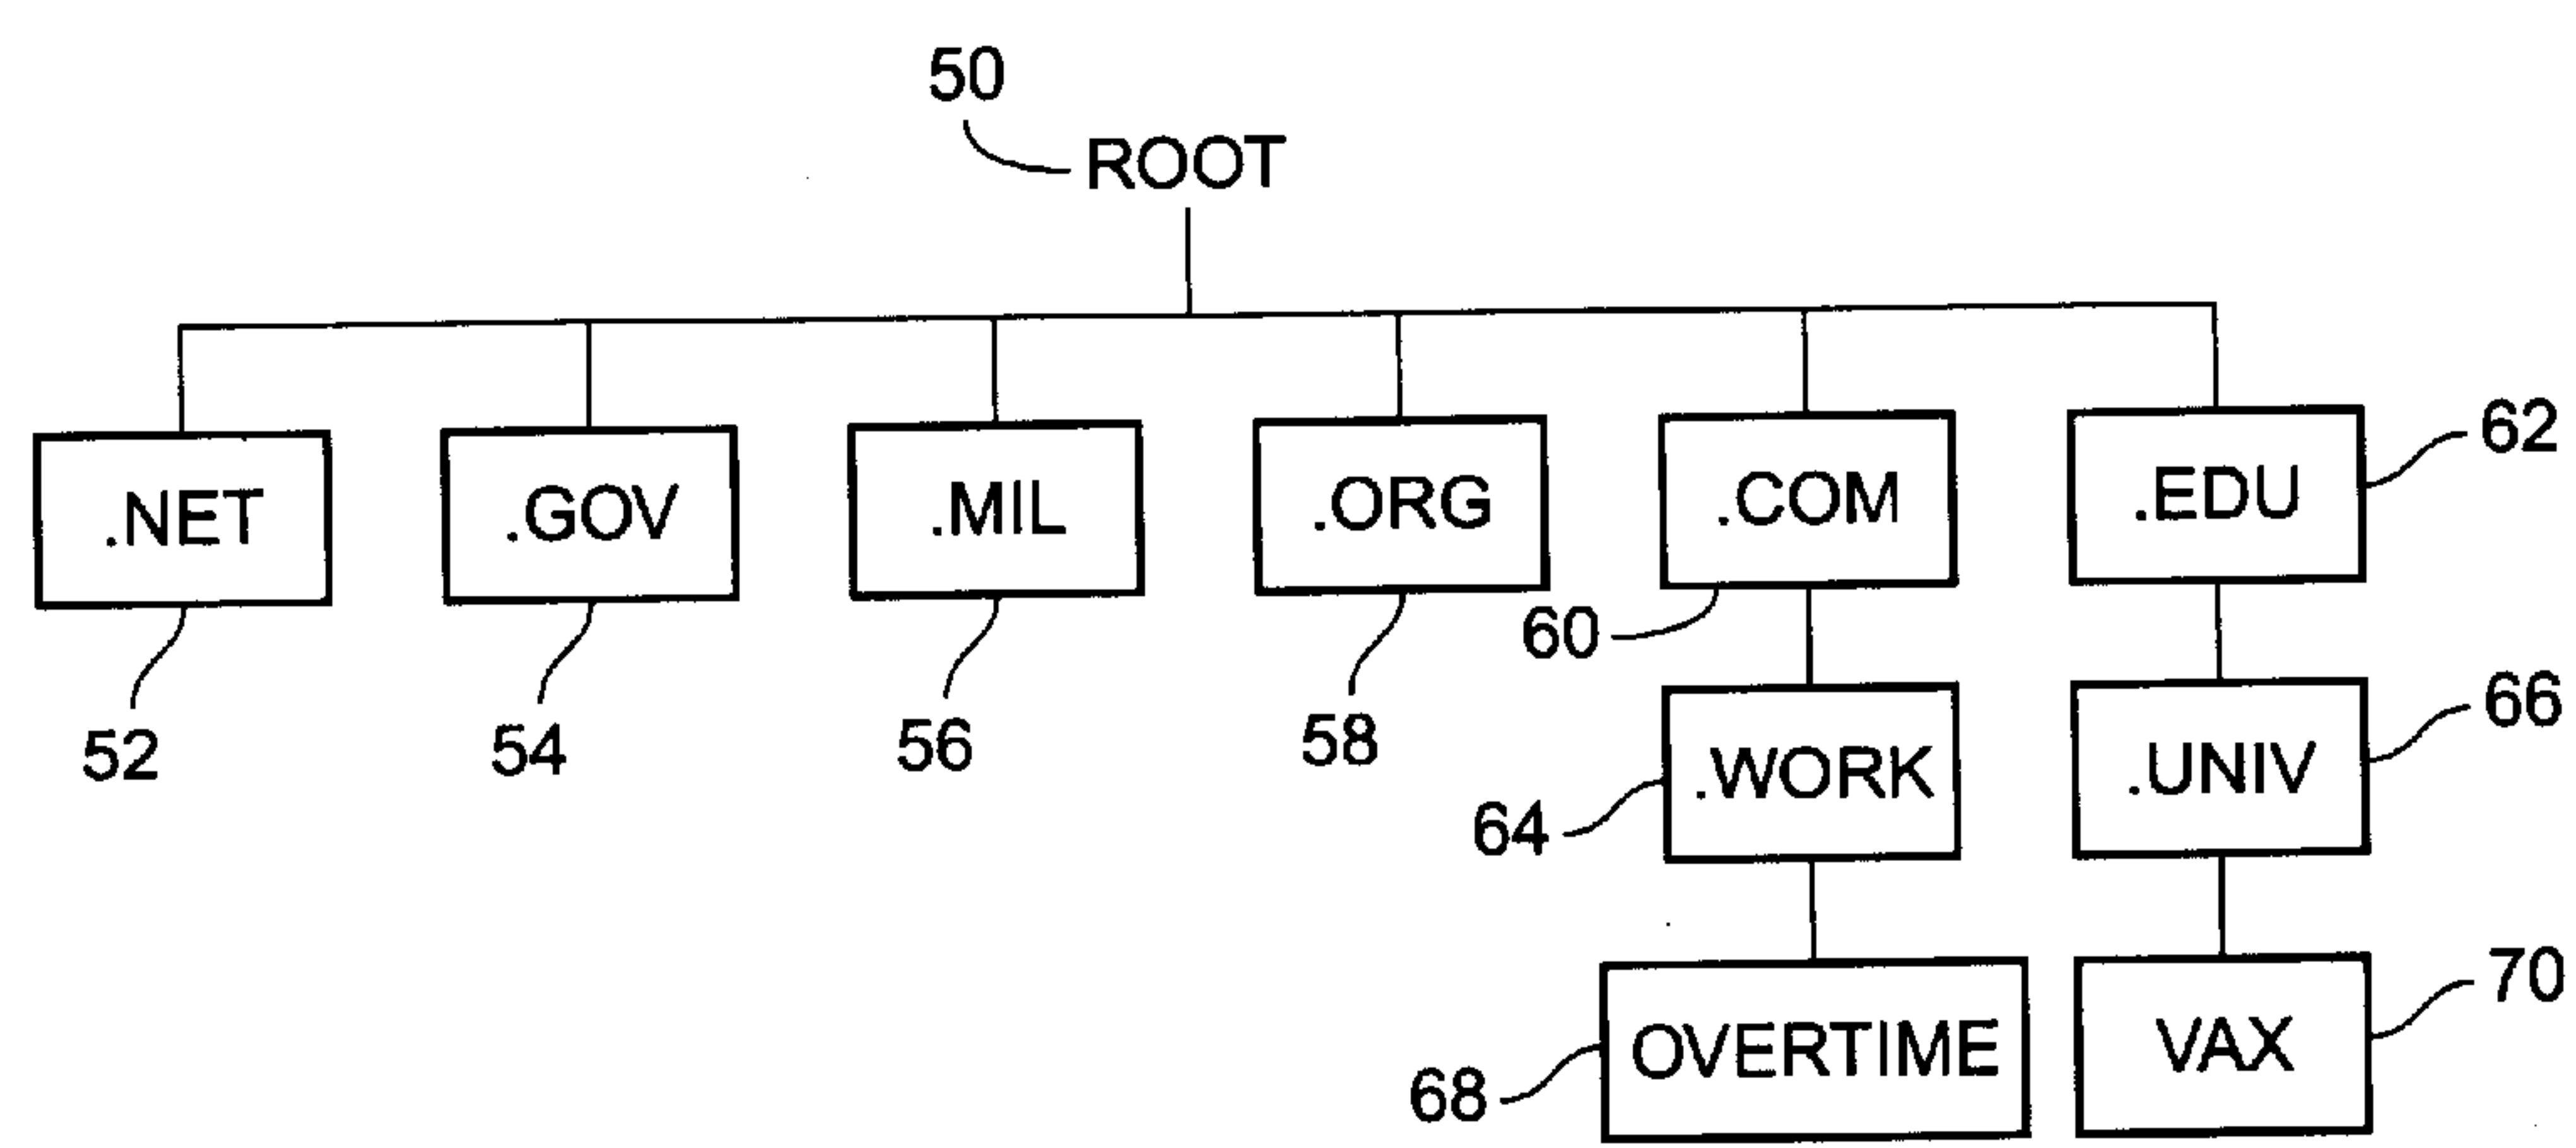 50
ROOT
.NET
.GOV
.MIL
.ORG
.COM
.EDU
62
52
54
56
58
60
.WORK
.UNIV
66
64
OVERTIME
VAX
70
68